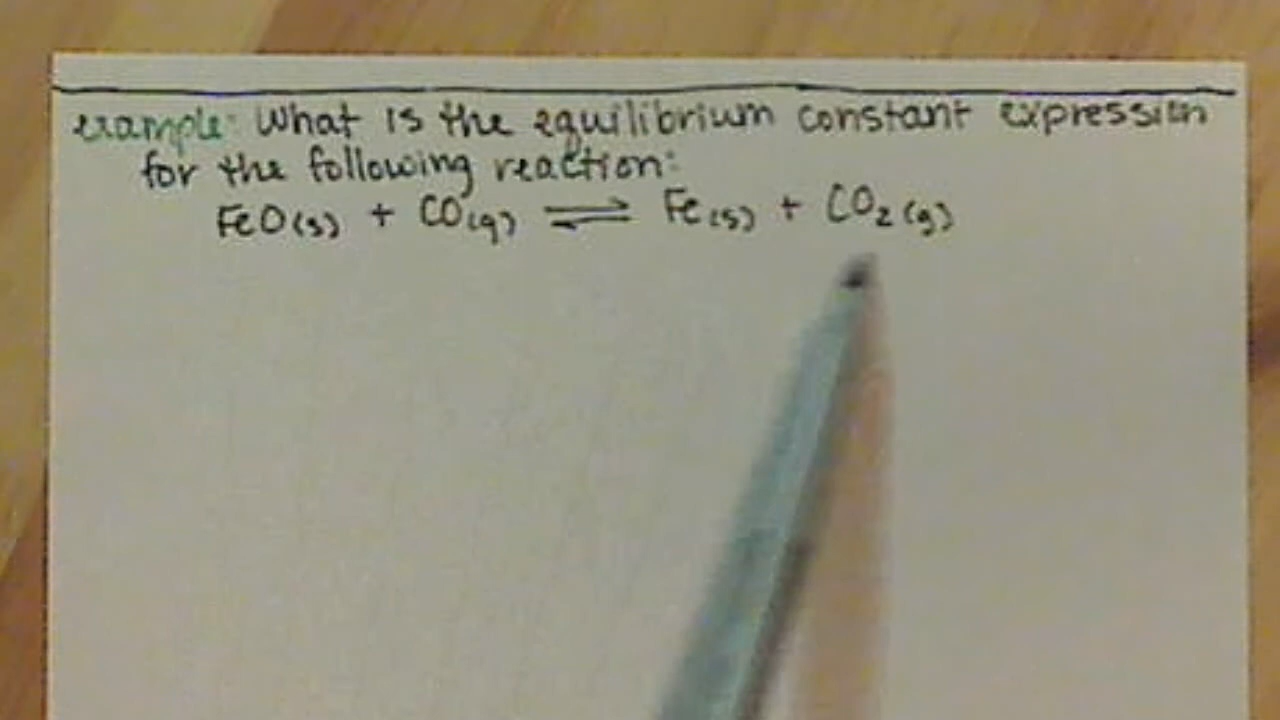 example: What is the equilibrium constant expression
for the following reaction:
FeO(s) + CO(g) ⇌ Fe(s) + CO₂(g)